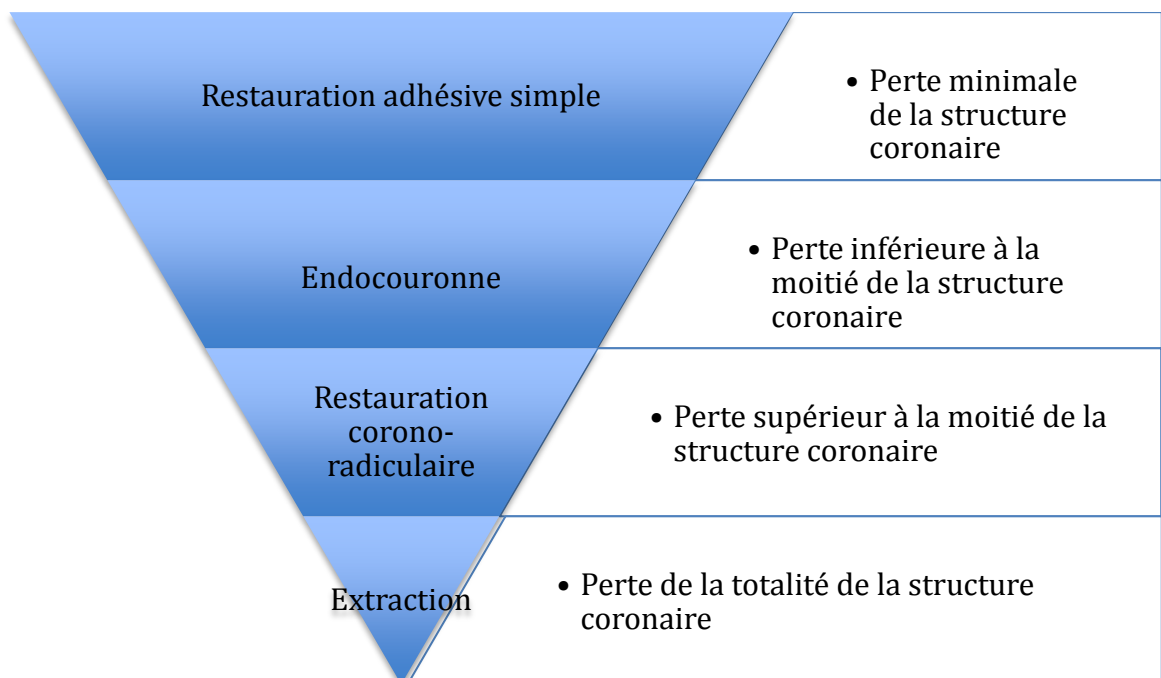 Restauration adhésive simple
• Perte minimale
de la structure
coronaire
Endocouronne
• Perte inférieure à la
moitié de la structure
coronaire
Restauration
corono-
radiculaire
• Perte supérieur à la moitié de la
structure coronaire
Extraction
• Perte de la totalité de la structure
coronaire